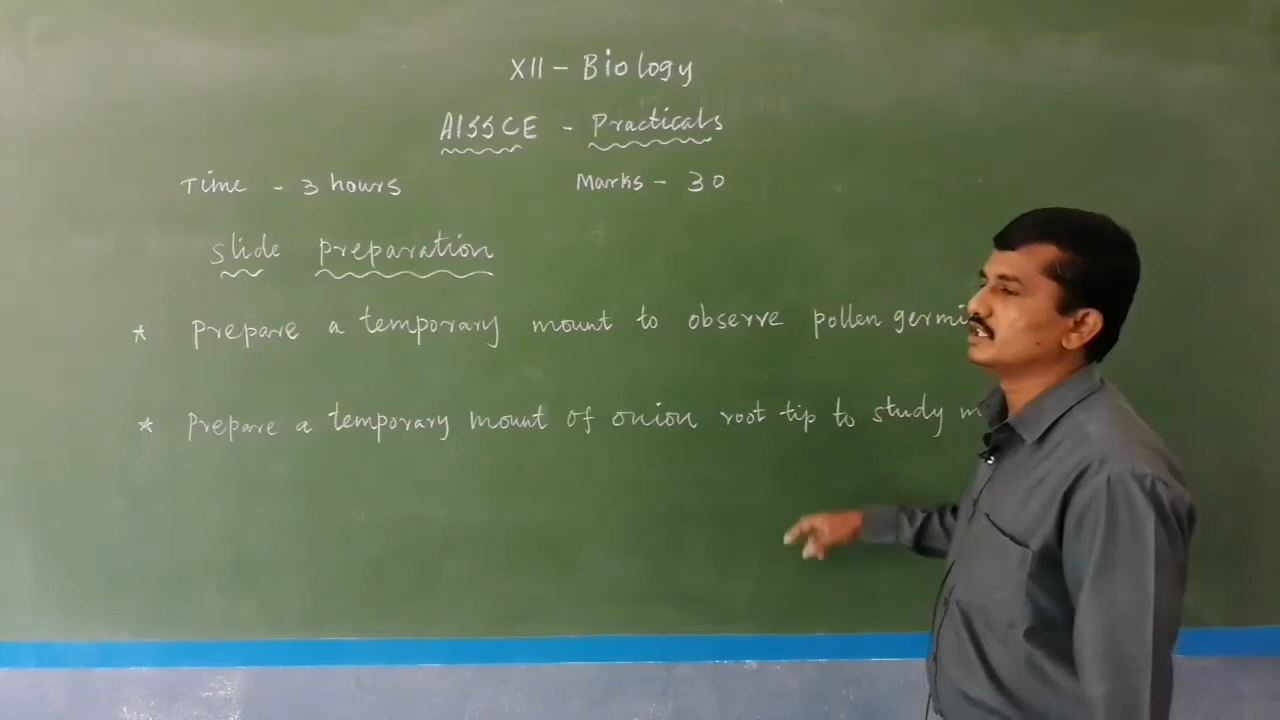 XII - Biology
AISSCE - Practicals
Time - 3 hours Marks - 30
Slide preparation
* Prepare a temporary mount to observe pollen germi
* Prepare a temporary mount of onion root tip to study m